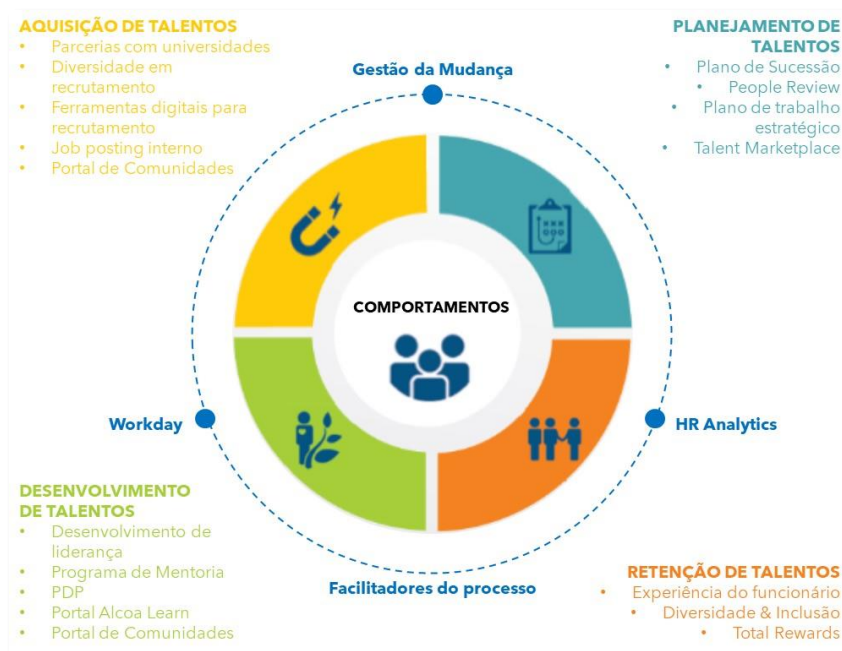 AQUISIÇÃO DE TALENTOS
• Parcerias com universidades
• Diversidade em
recrutamento
• Ferramentas digitais para
recrutamento
• Job posting interno
• Portal de Comunidades
PLANEJAMENTO DE
TALENTOS
• Plano de Sucessão
• People Review
• Plano de trabalho
estratégico
• Talent Marketplace
Gestão da Mudança
COMPORTAMENTOS
Workday
HR Analytics
DESENVOLVIMENTO
DE TALENTOS
• Desenvolvimento de
liderança
• Programa de Mentoria
• PDP
• Portal Alcoa Learn
• Portal de Comunidades
Facilitadores do processo
RETENÇÃO DE TALENTOS
• Experiência do funcionário
• Diversidade & Inclusão
• Total Rewards